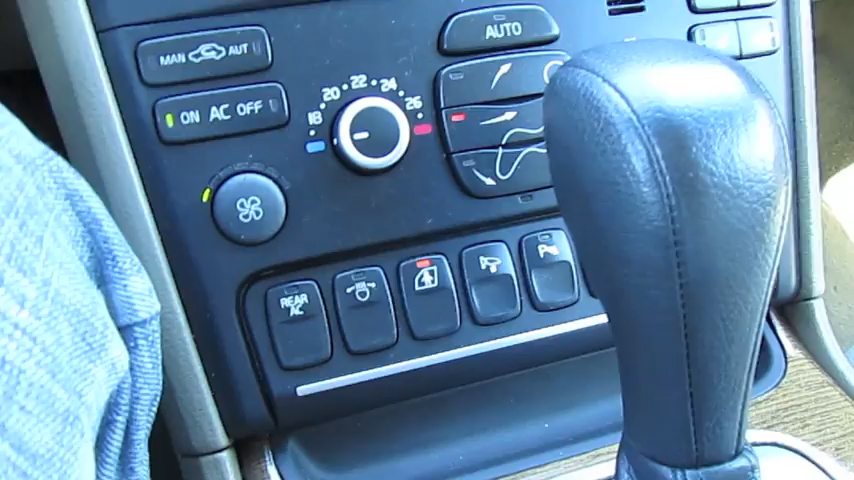 AUTO
MAN AUT
ON AC OFF
18 20 22 24 26
REAR
AC